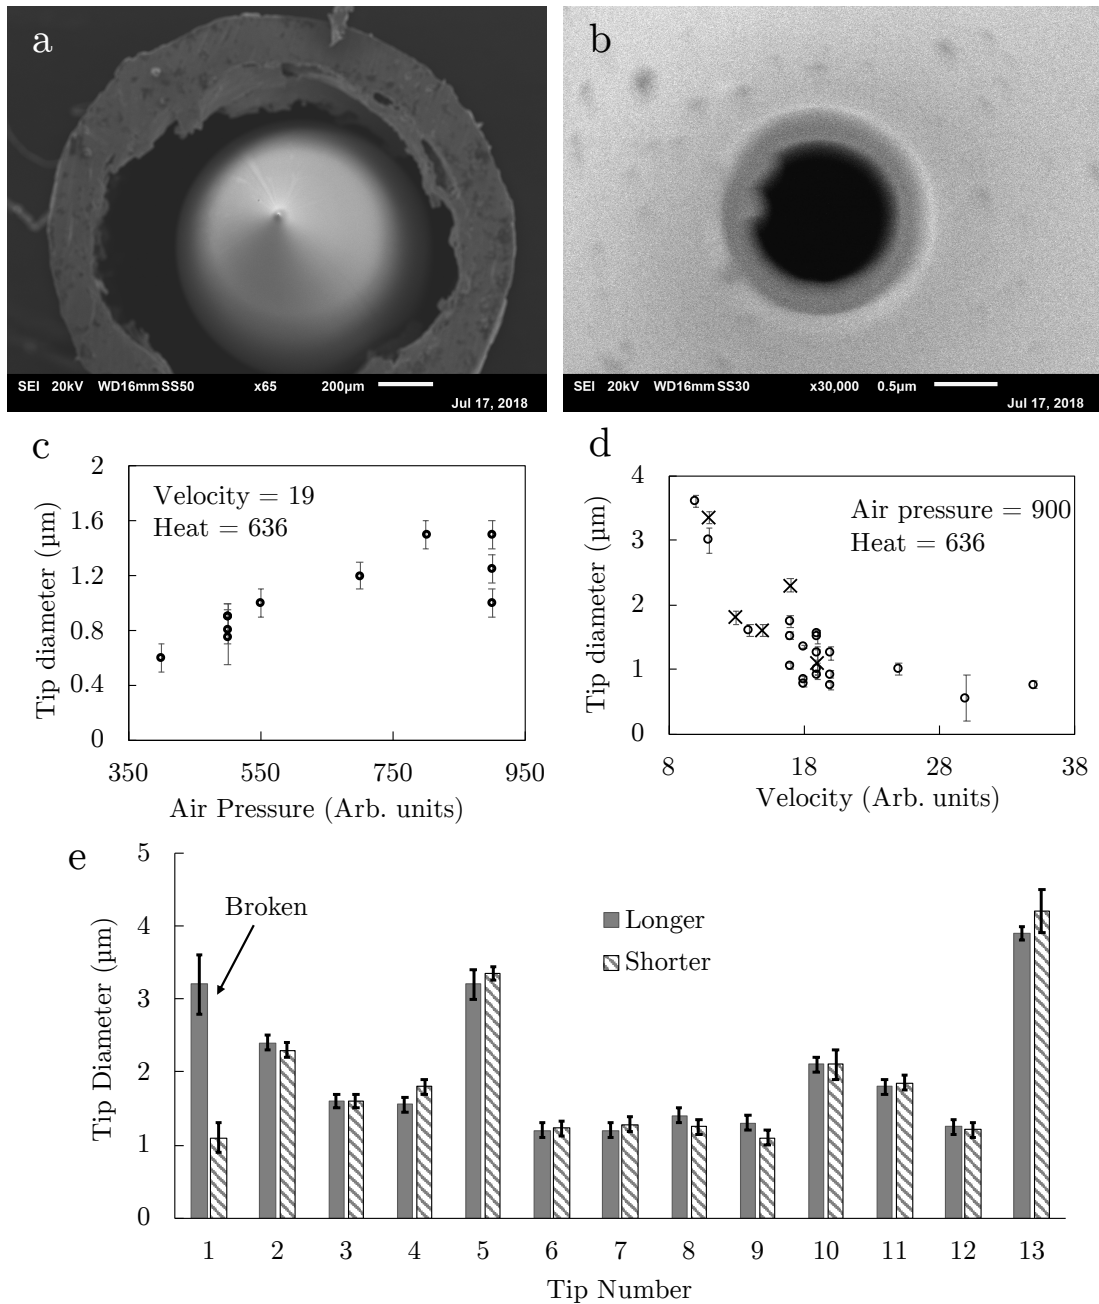 a
SEI 20kV WD16mm SS50 x65 200µm
Jul 17, 2018
b
SEI 20kV WD16mm SS30 x30,000 0.5µm
Jul 17, 2018
c
Velocity = 19
Heat = 636
2
1.6
1.2
0.8
0.4
0
350 550 750 950
Tip diameter (µm)
Air Pressure (Arb. units)
d
Air pressure = 900
Heat = 636
4
3
2
1
0
8 18 28 38
Tip diameter (µm)
Velocity (Arb. units)
e
Broken
Longer
Shorter
5
4
3
2
1
0
1 2 3 4 5 6 7 8 9 10 11 12 13
Tip Diameter (µm)
Tip Number